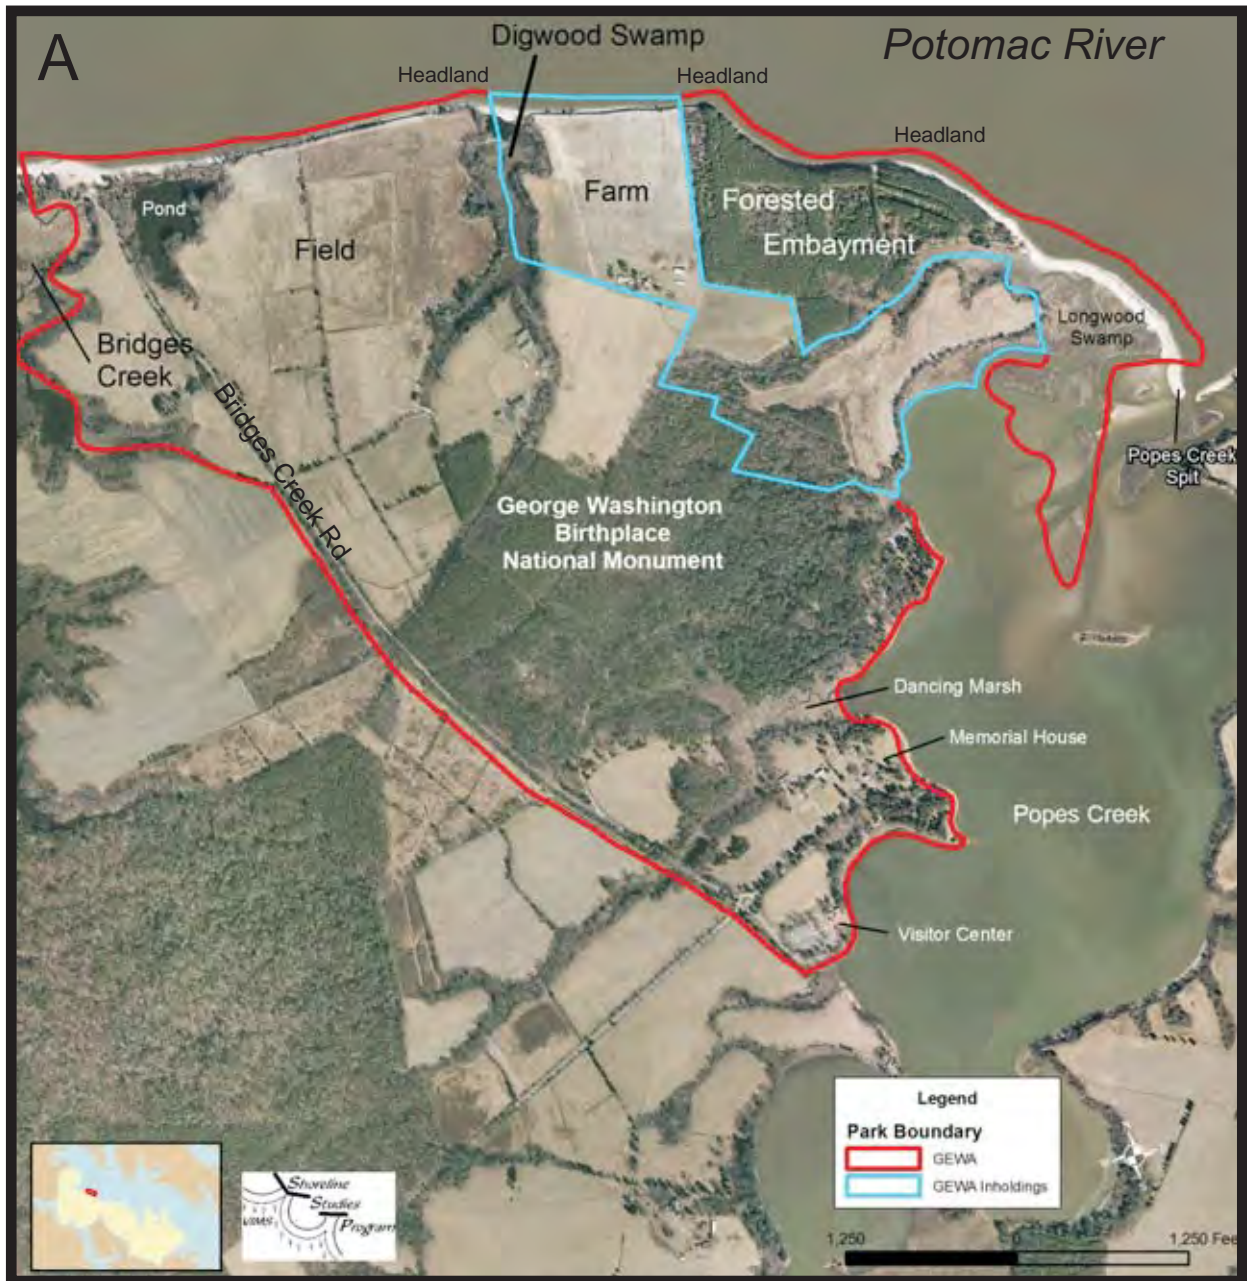 A
Digwood Swamp
Potomac River
Headland
Headland
Headland
Farm
Forested
Embayment
Pond
Field
Longwood
Swamp
Bridges
Creek
Bridges Creek Rd
Popes Creek
Spit
George Washington
Birthplace
National Monument
Dancing Marsh
Memorial House
Popes Creek
Visitor Center
Legend
Park Boundary
GEWA
GEWA Inholdings
Shoreline
Studies
Program
VIMS
1,250 0 1,250 Fee